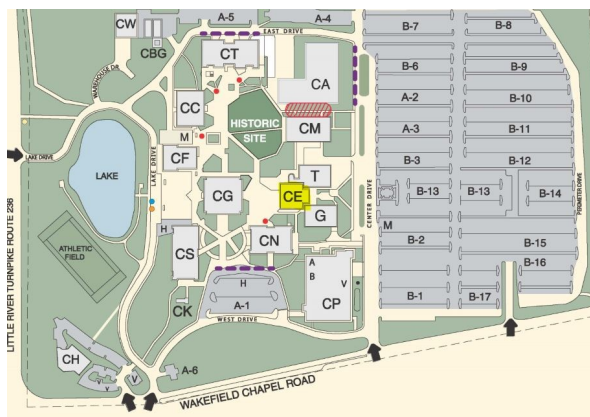 A-5
A-4
CW
CBG
EAST DRIVE
B-7
B-8
CT
WAREHOUSE DR.
CA
B-6
B-9
A-2
B-10
CC
HISTORIC
SITE
CM
A-3
B-11
M
LAKE DRIVE
LAKE
LAKE DRIVE
CF
B-3
B-12
T
CE
CG
G
CENTER DRIVE
B-13
B-13
B-14
PERIMETER DRIVE
LITTLE RIVER TURNPIKE ROUTE 236
ATHLETIC
FIELD
H
CS
CN
M
B-2
B-15
B-16
A
B
V
CP
H
A-1
CK
B-1
B-17
WEST DRIVE
CH
A-6
V
V
V
WAKEFIELD CHAPEL ROAD